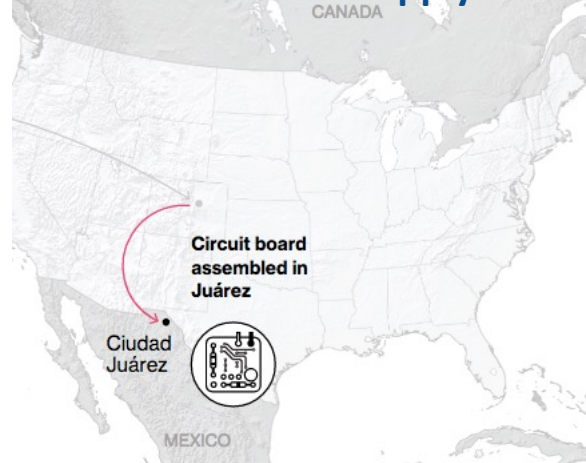 CANADA
Circuit board
assembled in
Juárez
Ciudad
Juárez
MEXICO